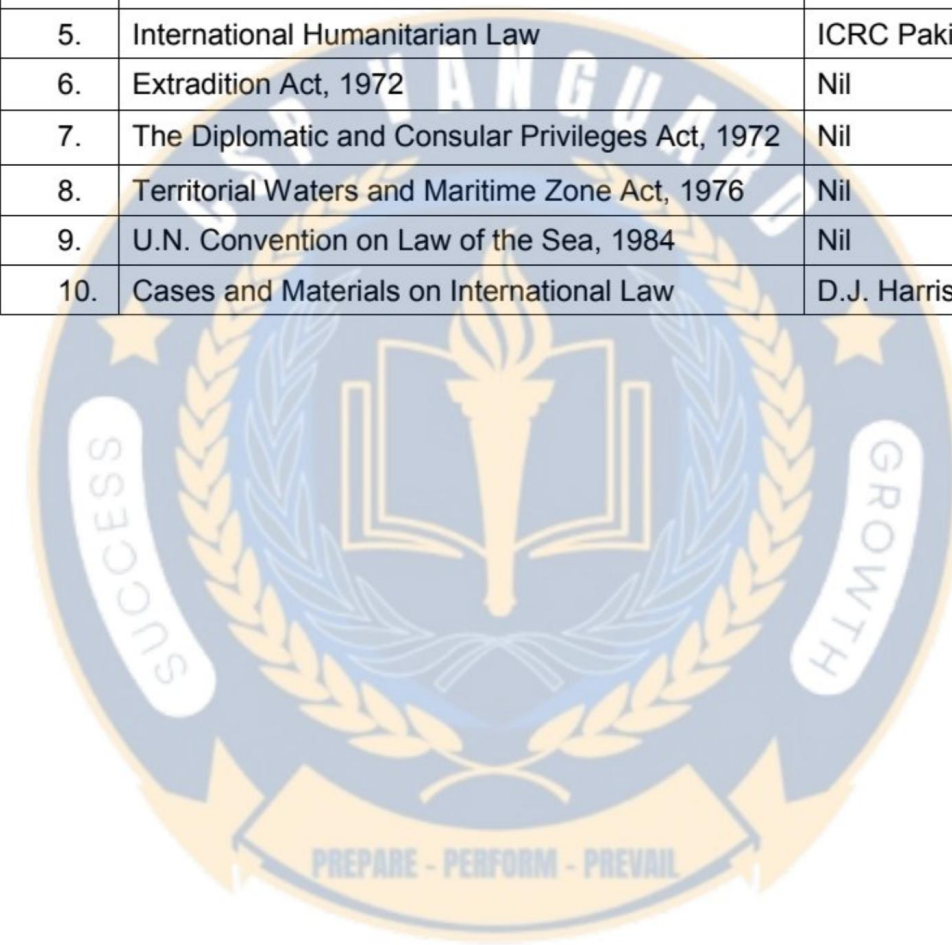 5. International Humanitarian Law ICRC Paki
6. Extradition Act, 1972 Nil
7. The Diplomatic and Consular Privileges Act, 1972 Nil
8. Territorial Waters and Maritime Zone Act, 1976 Nil
9. U.N. Convention on Law of the Sea, 1984 Nil
10. Cases and Materials on International Law D.J. Harris
CSP VANGUARD
SUCCESS
GROWTH
PREPARE - PERFORM - PREVAIL